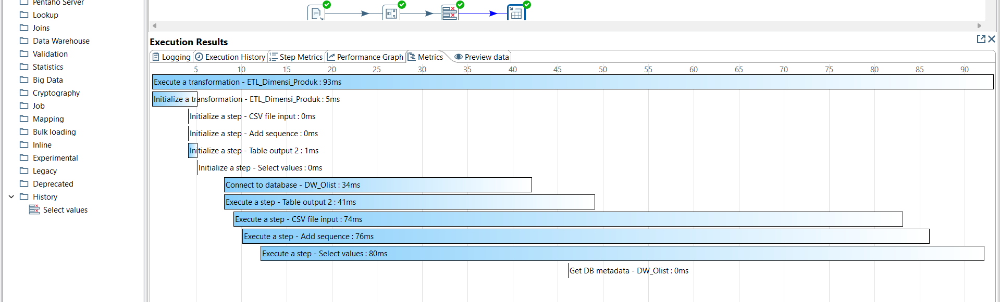 Pentaho Server
Lookup
Joins
Data Warehouse
Validation
Statistics
Big Data
Cryptography
Job
Mapping
Bulk loading
Inline
Experimental
Legacy
Deprecated
History
Select values
Execution Results
Logging Execution History Step Metrics Performance Graph Metrics Preview data
5 10 15 20 25 30 35 40 45 50 55 60 65 70 75 80 85 90
Execute a transformation - ETL_Dimensi_Produk : 93ms
Initialize a transformation - ETL_Dimensi_Produk : 5ms
Initialize a step - CSV file input : 0ms
Initialize a step - Add sequence : 0ms
Initialize a step - Table output 2 : 1ms
Initialize a step - Select values : 0ms
Connect to database - DW_Olist : 34ms
Execute a step - Table output 2 : 41ms
Execute a step - CSV file input : 74ms
Execute a step - Add sequence : 76ms
Execute a step - Select values : 80ms
Get DB metadata - DW_Olist : 0ms